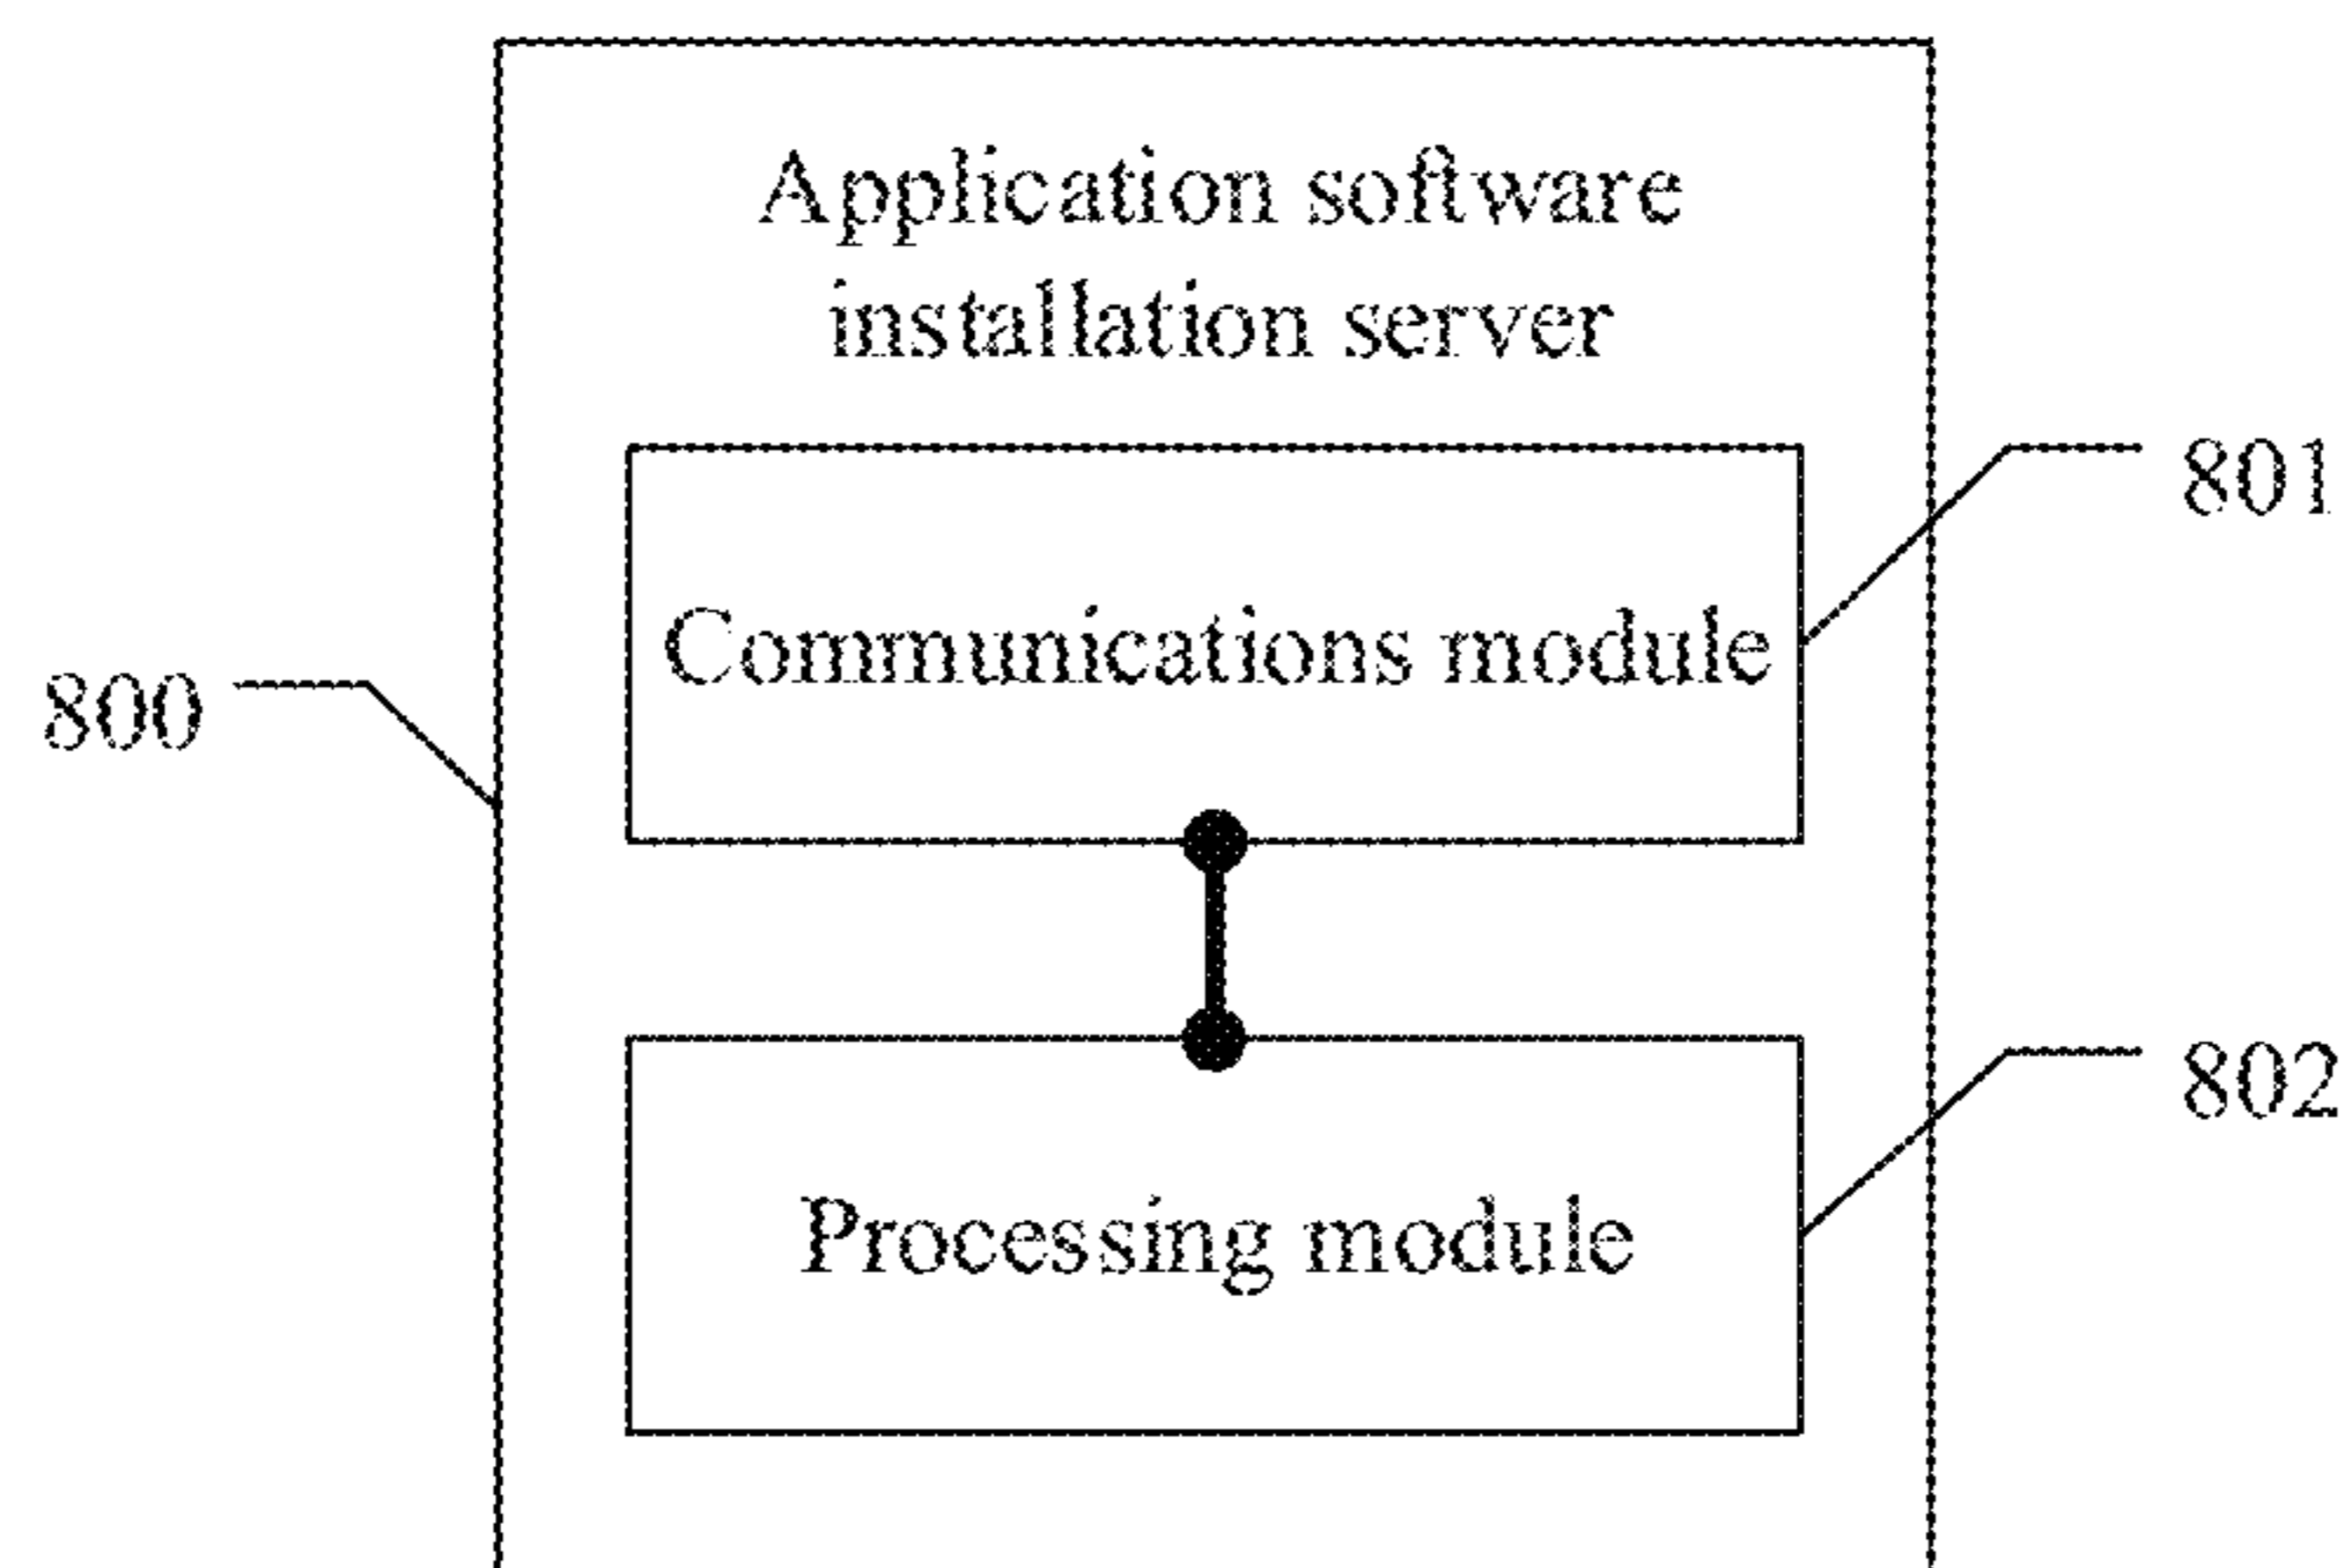 Application software
installation server
801
Communications module
800
802
Processing module